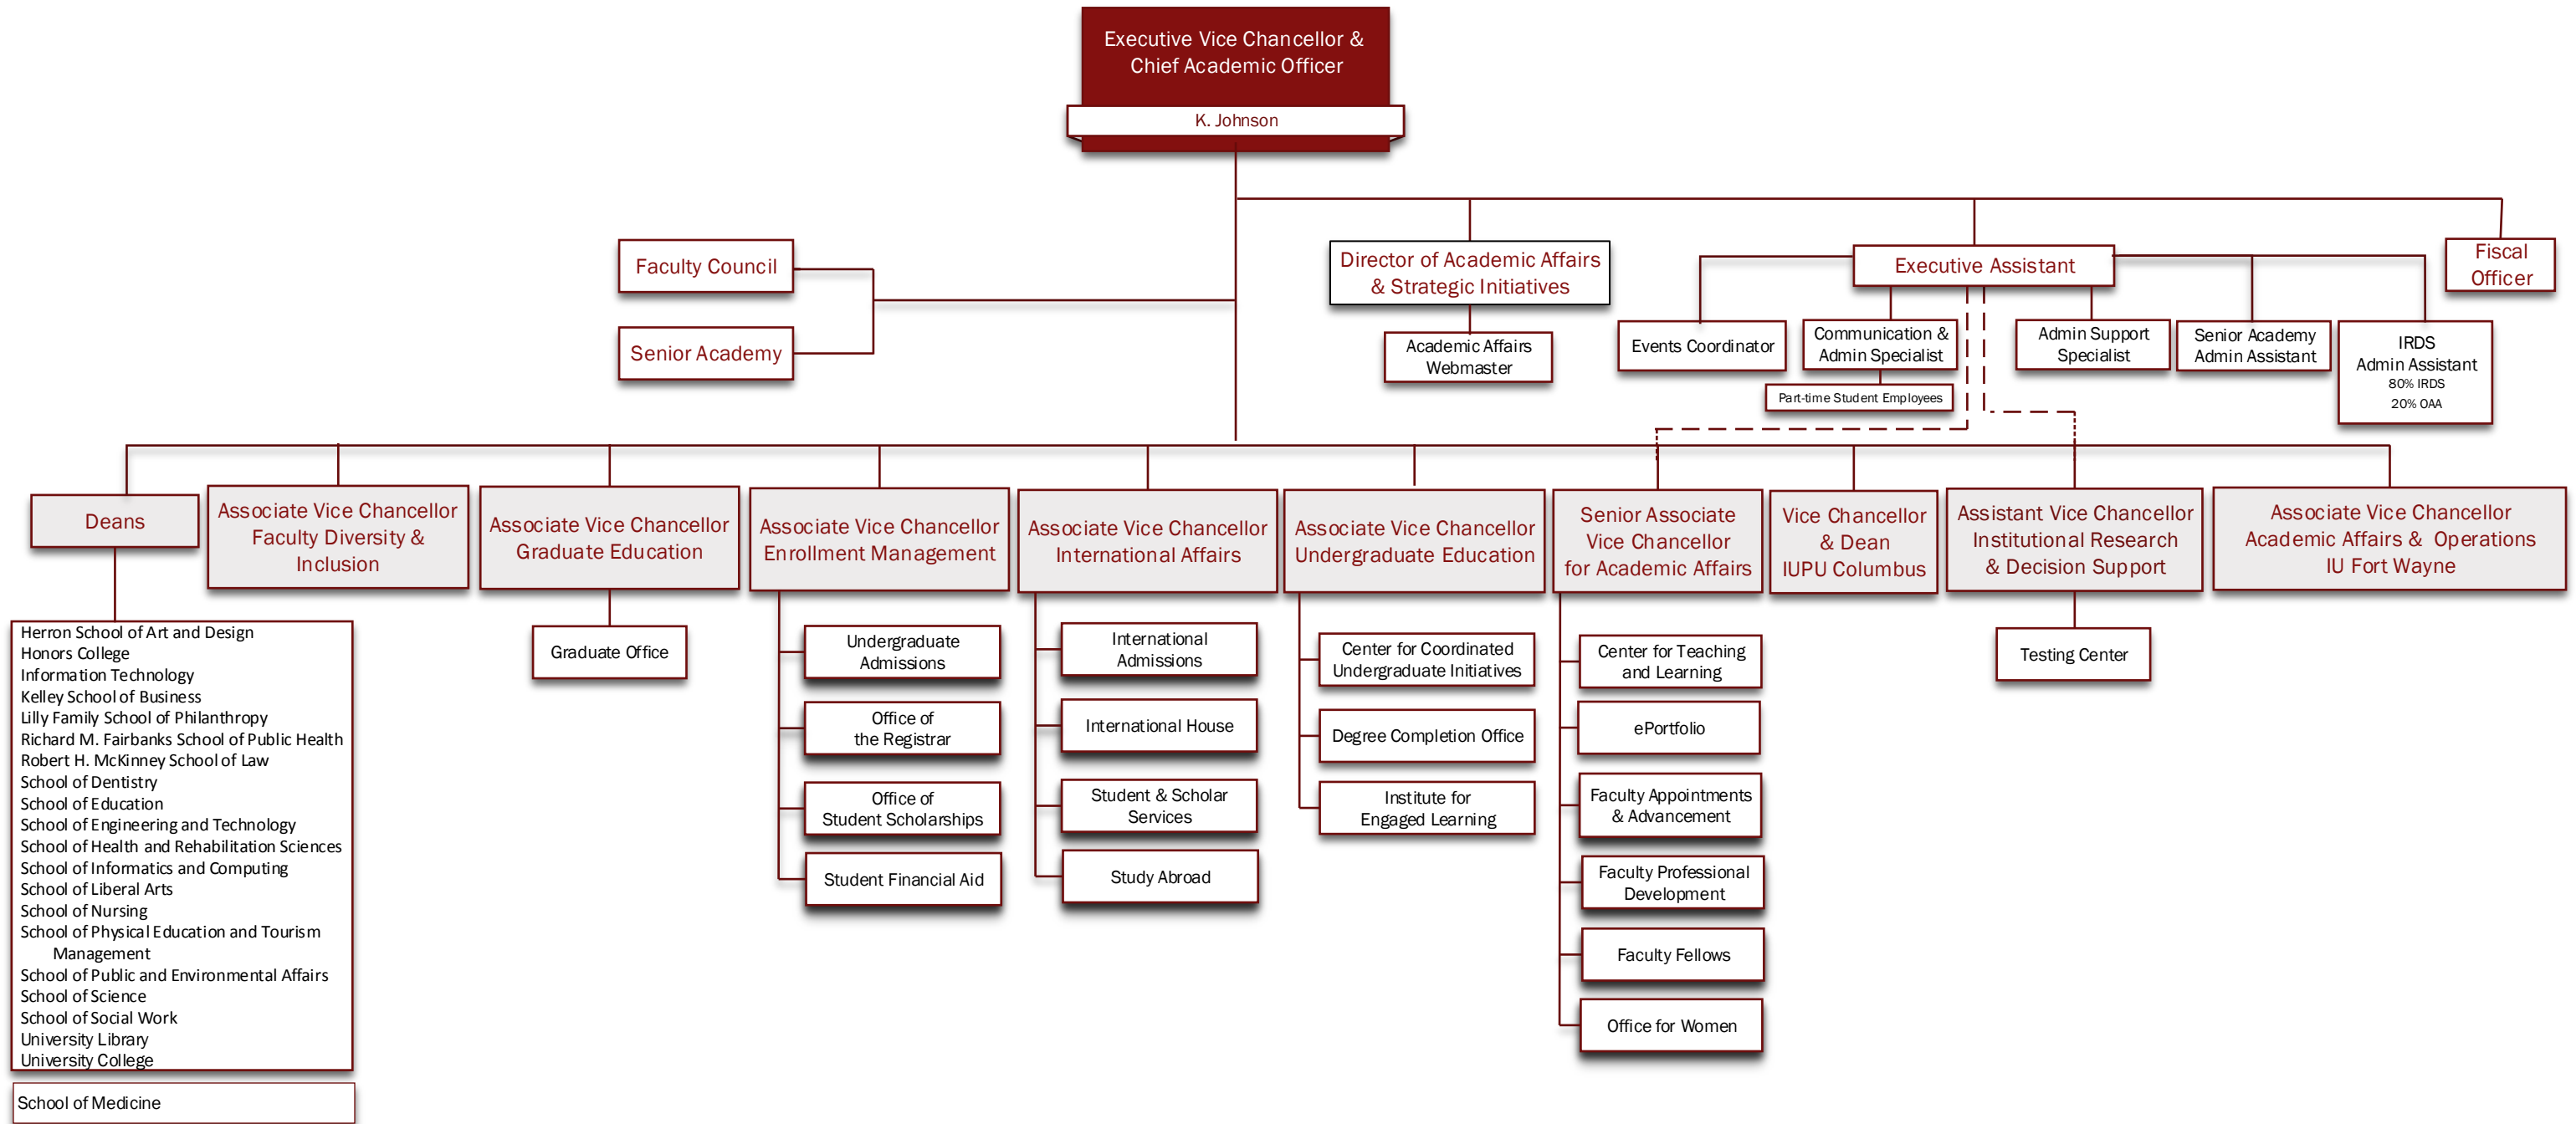 Executive Vice Chancellor &
Chief Academic Officer
K. Johnson
Faculty Council
Senior Academy
Director of Academic Affairs
& Strategic Initiatives
Academic Affairs
Webmaster
Executive Assistant
Fiscal
Officer
Events Coordinator
Communication &
Admin Specialist
Part-time Student Employees
Admin Support
Specialist
Senior Academy
Admin Assistant
IRDS
Admin Assistant
80% IRDS
20% OAA
Deans
Associate Vice Chancellor
Faculty Diversity &
Inclusion
Associate Vice Chancellor
Graduate Education
Associate Vice Chancellor
Enrollment Management
Associate Vice Chancellor
International Affairs
Associate Vice Chancellor
Undergraduate Education
Senior Associate
Vice Chancellor
for Academic Affairs
Vice Chancellor
& Dean
IUPU Columbus
Assistant Vice Chancellor
Institutional Research
& Decision Support
Associate Vice Chancellor
Academic Affairs & Operations
IU Fort Wayne
Herron School of Art and Design
Honors College
Information Technology
Kelley School of Business
Lilly Family School of Philanthropy
Richard M. Fairbanks School of Public Health
Robert H. McKinney School of Law
School of Dentistry
School of Education
School of Engineering and Technology
School of Health and Rehabilitation Sciences
School of Informatics and Computing
School of Liberal Arts
School of Nursing
School of Physical Education and Tourism
Management
School of Public and Environmental Affairs
School of Science
School of Social Work
University Library
University College
School of Medicine
Graduate Office
Undergraduate
Admissions
Office of
the Registrar
Office of
Student Scholarships
Student Financial Aid
International
Admissions
International House
Student & Scholar
Services
Study Abroad
Center for Coordinated
Undergraduate Initiatives
Degree Completion Office
Institute for
Engaged Learning
Center for Teaching
and Learning
ePortfolio
Faculty Appointments
& Advancement
Faculty Professional
Development
Faculty Fellows
Office for Women
Testing Center